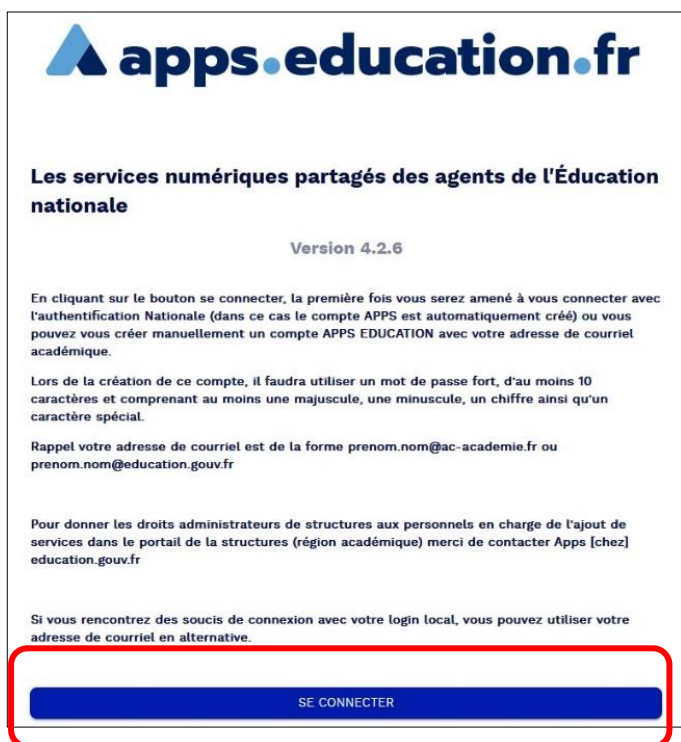 apps.education.fr
Les services numériques partagés des agents de l'Éducation
nationale
Version 4.2.6
En cliquant sur le bouton se connecter, la première fois vous serez amené à vous connecter avec
l'authentification Nationale (dans ce cas le compte APPS est automatiquement créé) ou vous
pouvez vous créer manuellement un compte APPS EDUCATION avec votre adresse de courriel
académique.
Lors de la création de ce compte, il faudra utiliser un mot de passe fort, d'au moins 10
caractères et comprenant au moins une majuscule, une minuscule, un chiffre ainsi qu'un
caractère spécial.
Rappel votre adresse de courriel est de la forme prenom.nom@ac-academie.fr ou
prenom.nom@education.gouv.fr
Pour donner les droits administrateurs de structures aux personnels en charge de l'ajout de
services dans le portail de la structures (région académique) merci de contacter Apps [chez]
education.gouv.fr
Si vous rencontrez des soucis de connexion avec votre login local, vous pouvez utiliser votre
adresse de courriel en alternative.
SE CONNECTER